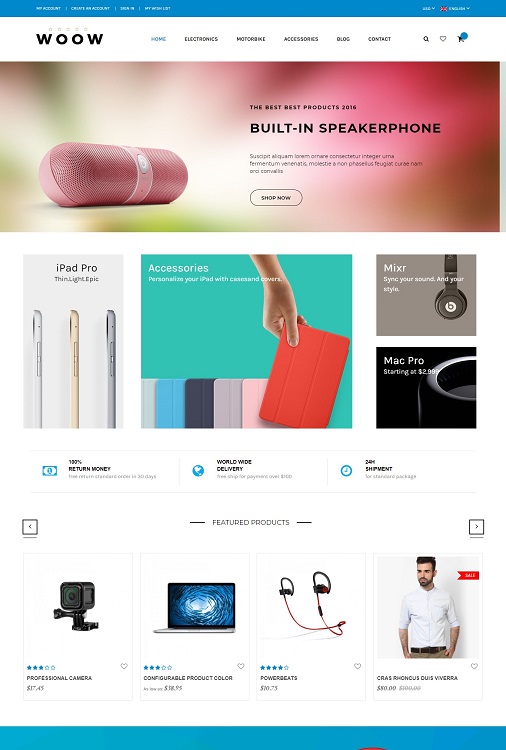 MY ACCOUNT | CREATE AN ACCOUNT | SIGN IN | MY WISH LIST
USD ENGLISH
WOOW
HOME ELECTRONICS MOTORBIKE ACCESSORIES BLOG CONTACT
THE BEST BEST PRODUCTS 2016
BUILT-IN SPEAKERPHONE
Suscipit aliquam lorem ornare consectetur integer urna
fermentum venenatis, molestie a non phasellus feugiat curae nam
orci convallis
SHOP NOW
iPad Pro
Thin.Light.Epic
Accessories
Personalize your iPad with casesand covers.
Mixr
Sync your sound. And your
style.
Mac Pro
Starting at $2,999
100%
RETURN MONEY
free return standard order in 30 days
WORLD WIDE
DELIVERY
free ship for payment over $100
24H
SHIPMENT
for standard package
FEATURED PRODUCTS
SALE
PROFESSIONAL CAMERA
$17.45
CONFIGURABLE PRODUCT COLOR
As low as $38.95
POWERBEATS
$10.75
CRAS RHONCUS DUIS VIVERRA
$80.00 $100.00